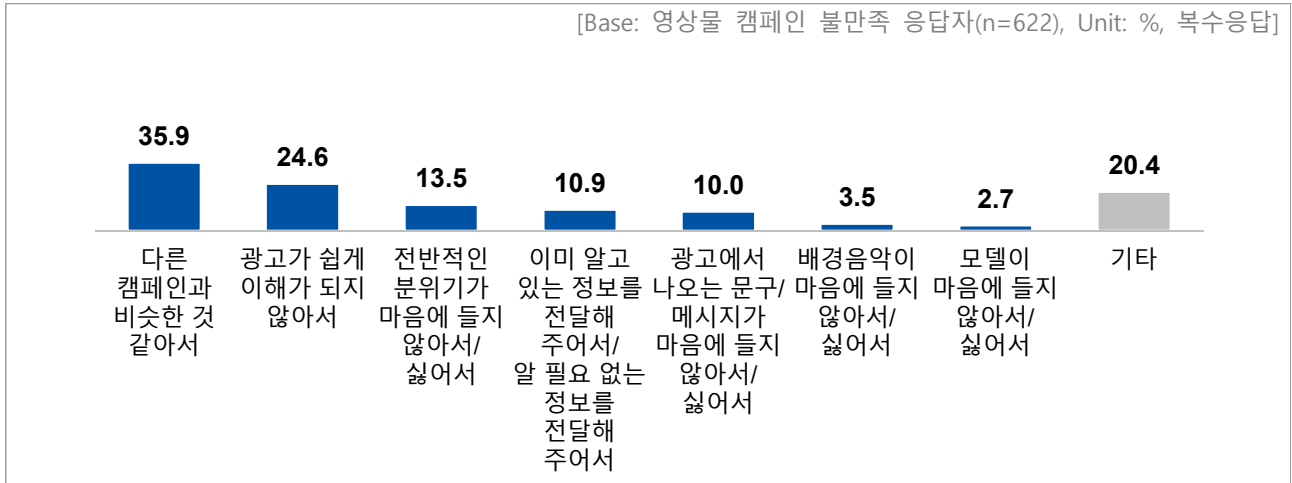 [Base: 영상물 캠페인 불만족 응답자(n=622), Unit: %, 복수응답]
35.9
24.6
13.5
10.9
10.0
3.5
2.7
20.4
다른
캠페인과
비슷한 것
같아서
광고가 쉽게
이해가 되지
않아서
전반적인
분위기가
마음에 들지
않아서/
싫어서
이미 알고
있는 정보를
전달해
주어서/
알 필요 없는
정보를
전달해
주어서
광고에서
나오는 문구/
메시지가
마음에 들지
않아서/
싫어서
배경음악이
마음에 들지
않아서/
싫어서
모델이
마음에 들지
않아서/
싫어서
기타